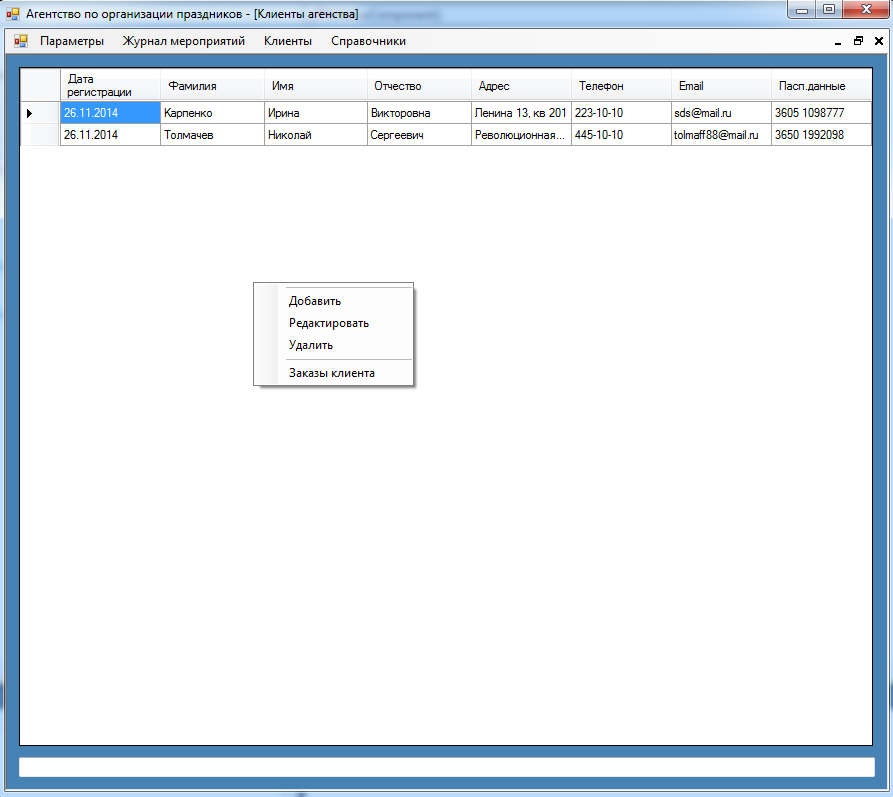 Агентство по организации праздников - [Клиенты агенства]
Параметры Журнал мероприятий Клиенты Справочники
Дата регистрации Фамилия Имя Отчество Адрес Телефон Email Пасп.данные
26.11.2014 Карпенко Ирина Викторовна Ленина 13, кв 201 223-10-10 sds@mail.ru 3605 1098777
26.11.2014 Толмачев Николай Сергеевич Революционная... 445-10-10 tolmaff88@mail.ru 3650 1992098
Добавить
Редактировать
Удалить
Заказы клиента